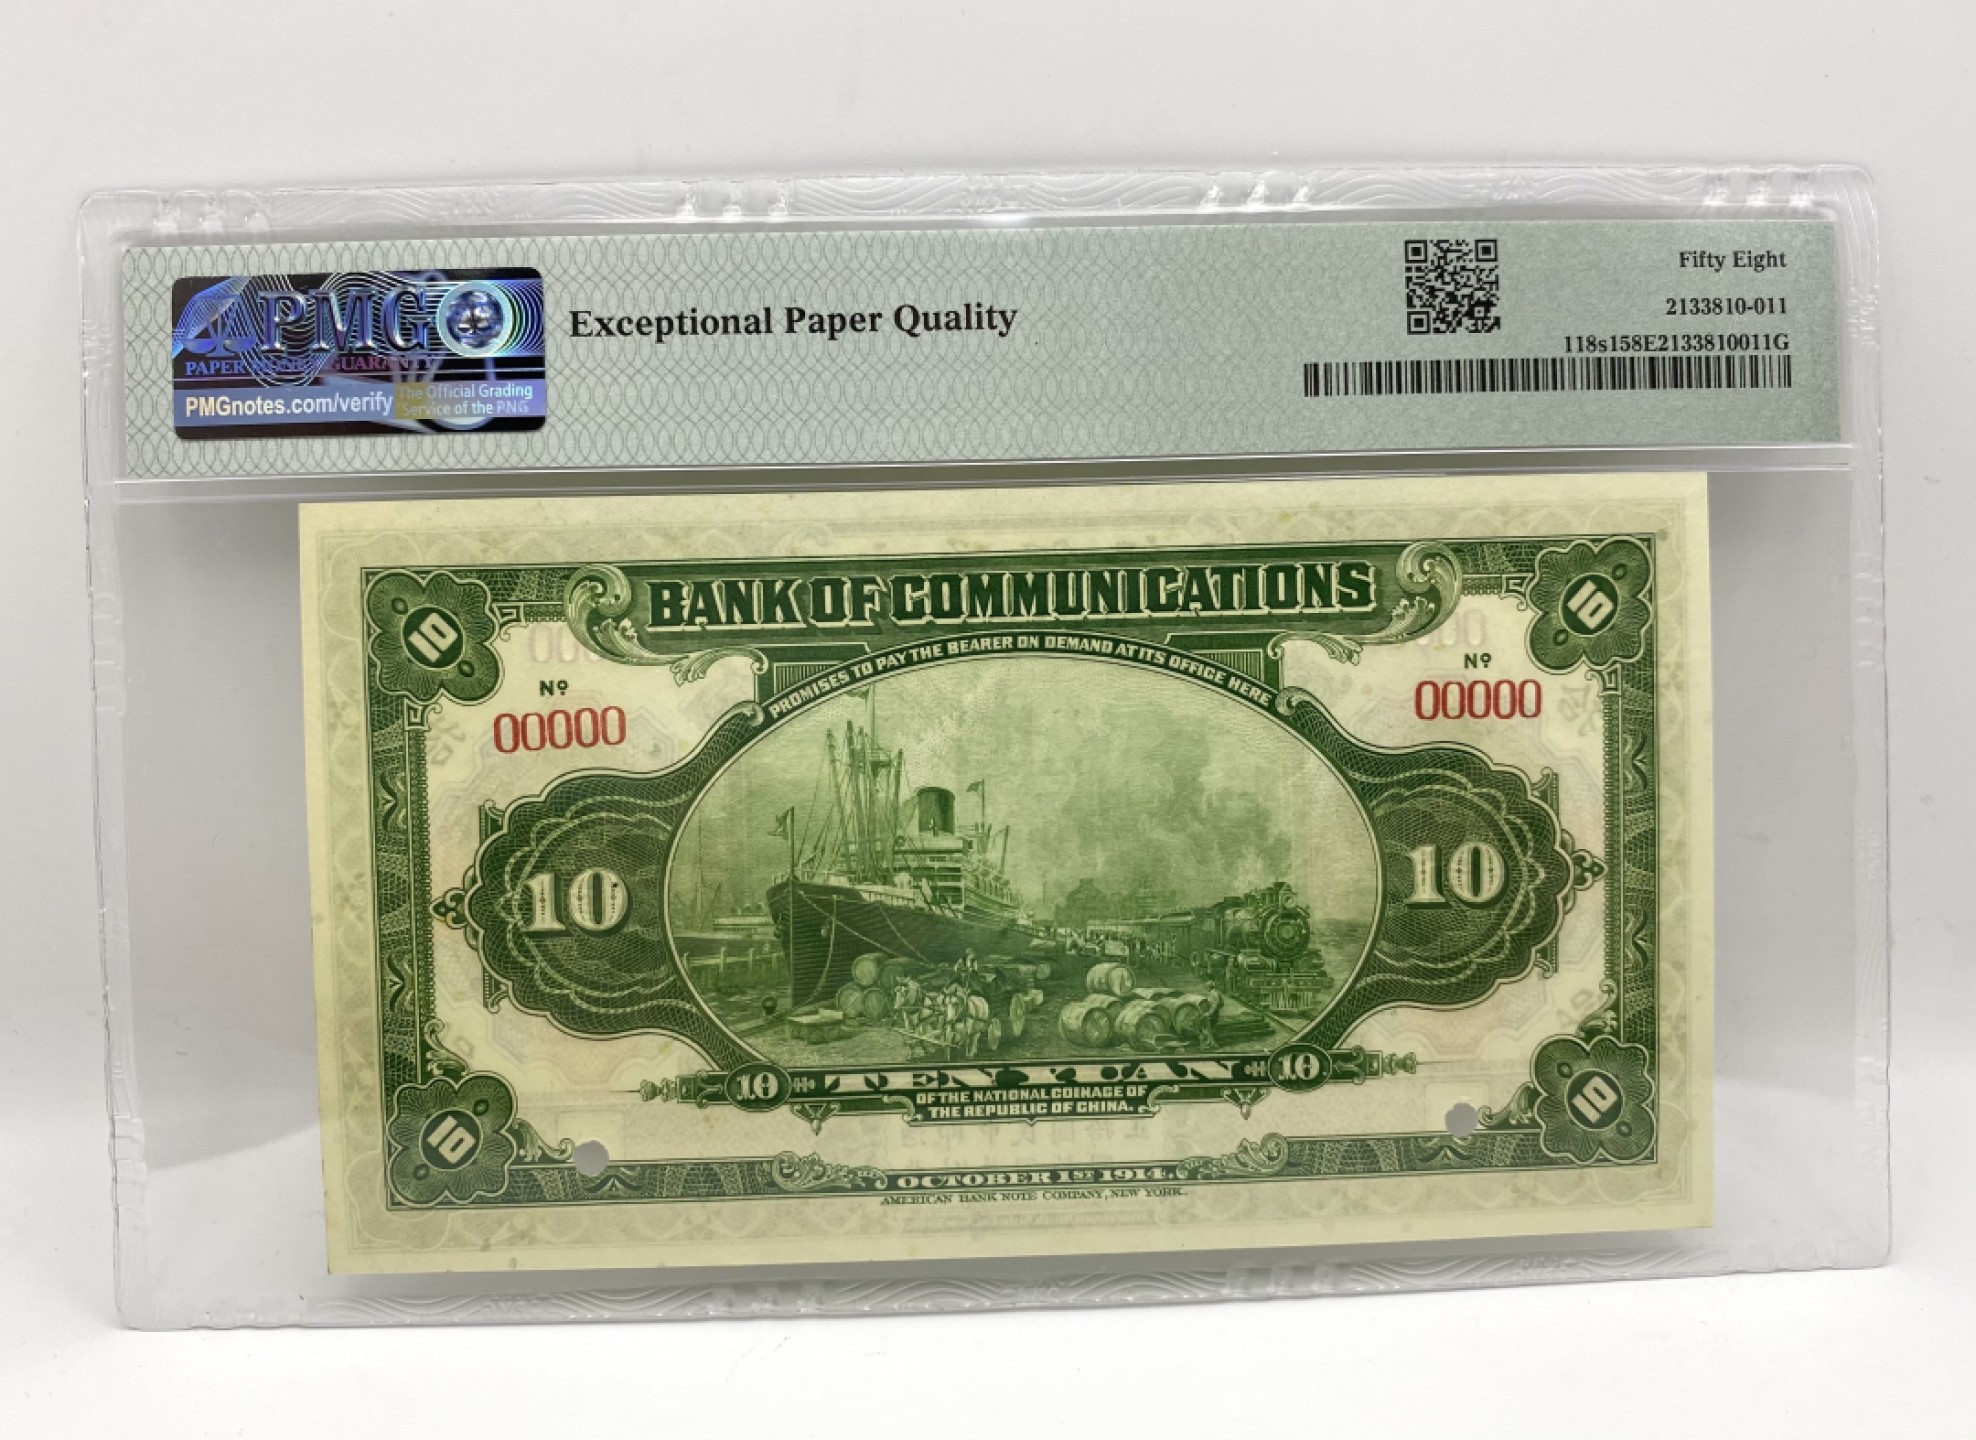 PMG
PAPER MONEY GUARANTY
PMGnotes.com/verify
The Official Grading
Service of the PNG
Exceptional Paper Quality
Fifty Eight
2133810-011
118s158E2133810011G
BANK OF COMMUNICATIONS
PROMISES TO PAY THE BEARER ON DEMAND AT ITS OFFICE HERE
10
10
Nº
00000
Nº
00000
10
10
10 TEN YUAN 10
OF THE NATIONAL COINAGE OF
THE REPUBLIC OF CHINA.
10
10
OCTOBER 1ST 1914.
AMERICAN BANK NOTE COMPANY, NEW YORK.